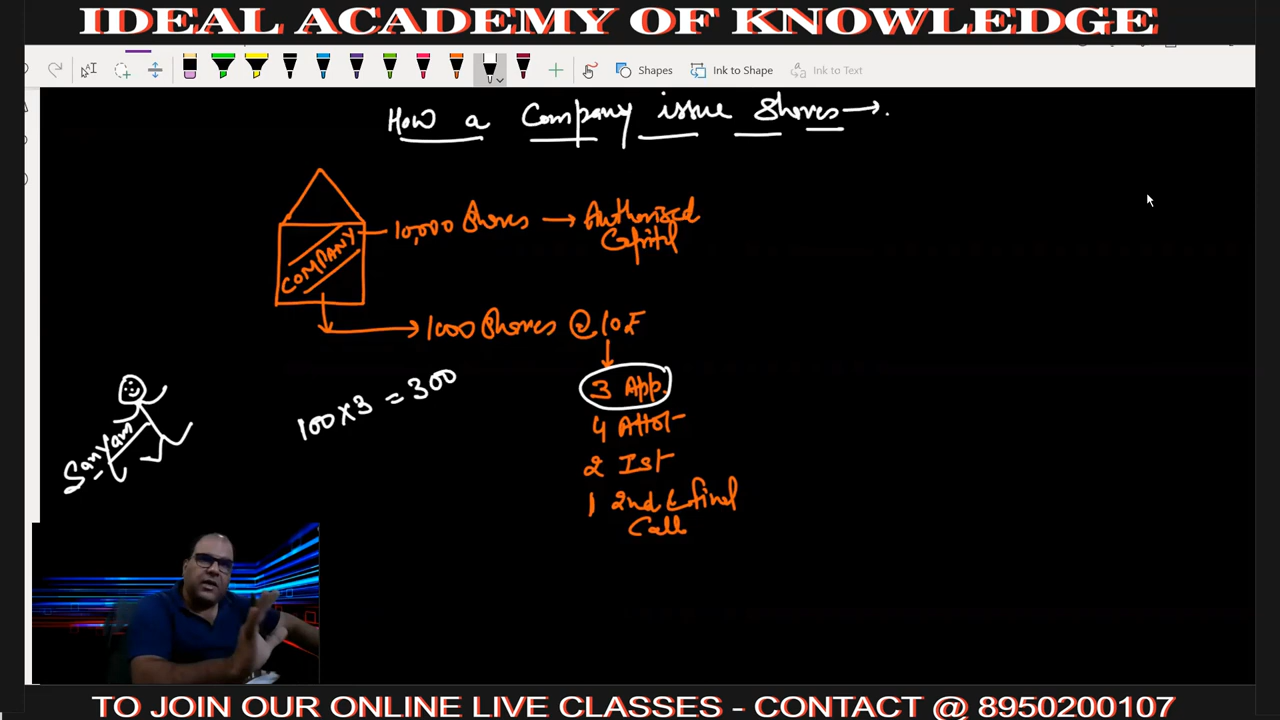 IDEAL ACADEMY OF KNOWLEDGE
Shapes
Ink to Shape
Ink to Text
How a Company issue Shares →.
10,000 Shares → Authorized
Capital
COMPANY
1000 Shares @ 10₹
3 App.
100×3 = 300
4 Allot
Sanyam
2 Ist
1 2nd & final
Call
TO JOIN OUR ONLINE LIVE CLASSES - CONTACT @ 8950200107